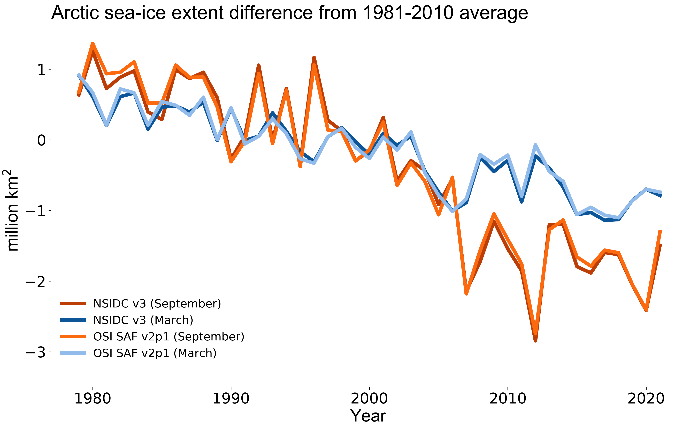 Arctic sea-ice extent difference from 1981-2010 average
million km²
1
0
−1
−2
−3
NSIDC v3 (September)
NSIDC v3 (March)
OSI SAF v2p1 (September)
OSI SAF v2p1 (March)
1980
1990
2000
2010
2020
Year